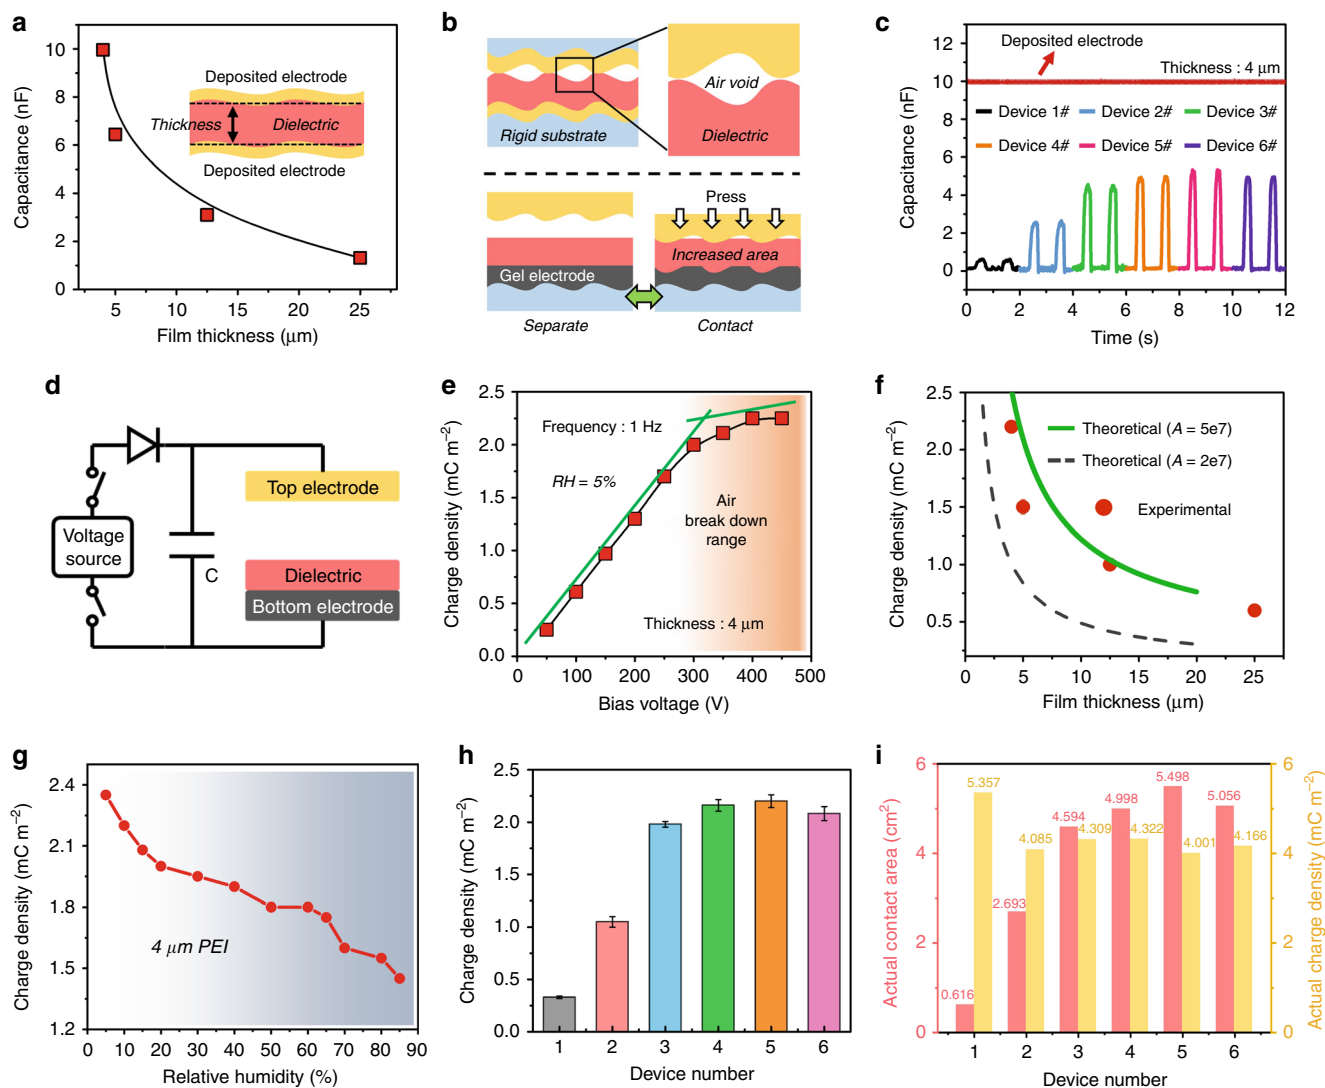 a
Capacitance (nF)
10
8
6
4
2
0
5
10
15
20
25
Film thickness (μm)
Deposited electrode
Thickness
Dielectric
Deposited electrode
b
Rigid substrate
Air void
Dielectric
Press
Increased area
Gel electrode
Separate
Contact
c
Capacitance (nF)
12
10
8
6
4
2
0
0
2
4
6
8
10
12
Time (s)
Deposited electrode
Thickness : 4 μm
Device 1#
Device 2#
Device 3#
Device 4#
Device 5#
Device 6#
d
Voltage
source
C
Top electrode
Dielectric
Bottom electrode
e
Charge density (mC m⁻²)
2.5
2.0
1.5
1.0
0.5
0.0
0
100
200
300
400
500
Bias voltage (V)
Frequency : 1 Hz
RH = 5%
Air
break down
range
Thickness : 4 μm
f
Charge density (mC m⁻²)
2.5
2.0
1.5
1.0
0.5
0
5
10
15
20
25
Film thickness (μm)
Theoretical (A = 5e7)
Theoretical (A = 2e7)
Experimental
g
Charge density (mC m⁻²)
2.4
2.1
1.8
1.5
1.2
0
10
20
30
40
50
60
70
80
90
Relative humidity (%)
4 μm PEI
h
Charge density (mC m⁻²)
2.5
2.0
1.5
1.0
0.5
0.0
1
2
3
4
5
6
Device number
i
Actual contact area (cm²)
6
4
2
0
0.616
5.357
2.693
4.085
4.594
4.309
4.998
4.322
5.498
4.001
5.056
4.166
1
2
3
4
5
6
Device number
6
4
2
0
Actual charge density (mC m⁻²)